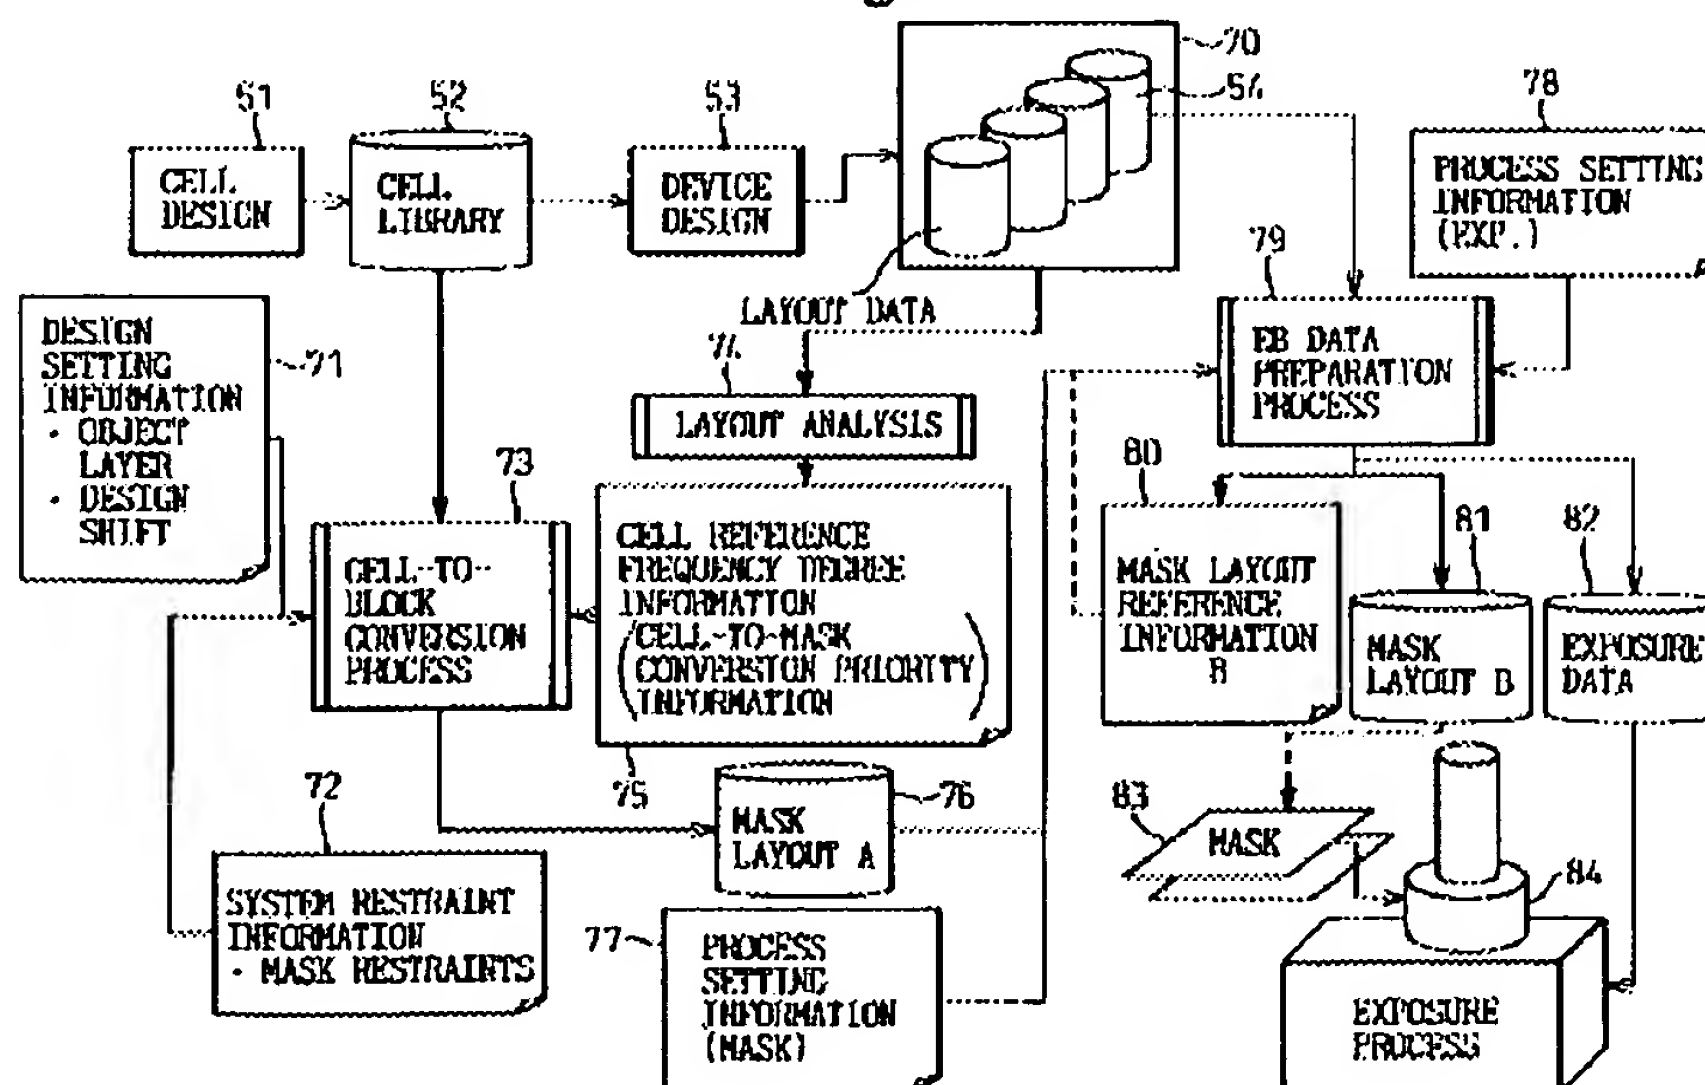 70
54
51
52
53
78
CELL
DESIGN
CELL
LIBRARY
DEVICE
DESIGN
PROCESS SETTING
INFORMATION
(EXP.)
79
LAYOUT DATA
DESIGN
SETTING
INFORMATION
· OBJECT
LAYER
· DESIGN
SHIFT
71
74
LAYOUT ANALYSIS
EB DATA
PREPARATION
PROCESS
73
CELL-TO-
BLOCK
CONVERSION
PROCESS
CELL REFERENCE
FREQUENCY DEGREE
INFORMATION
(CELL-TO-MASK
CONVERSION PRIORITY
INFORMATION)
75
80
MASK LAYOUT
REFERENCE
INFORMATION
B
81
MASK
LAYOUT B
82
EXPOSURE
DATA
72
SYSTEM RESTRAINT
INFORMATION
· MASK RESTRAINTS
76
MASK
LAYOUT A
77
PROCESS
SETTING
INFORMATION
(MASK)
83
MASK
84
EXPOSURE
PROCESS